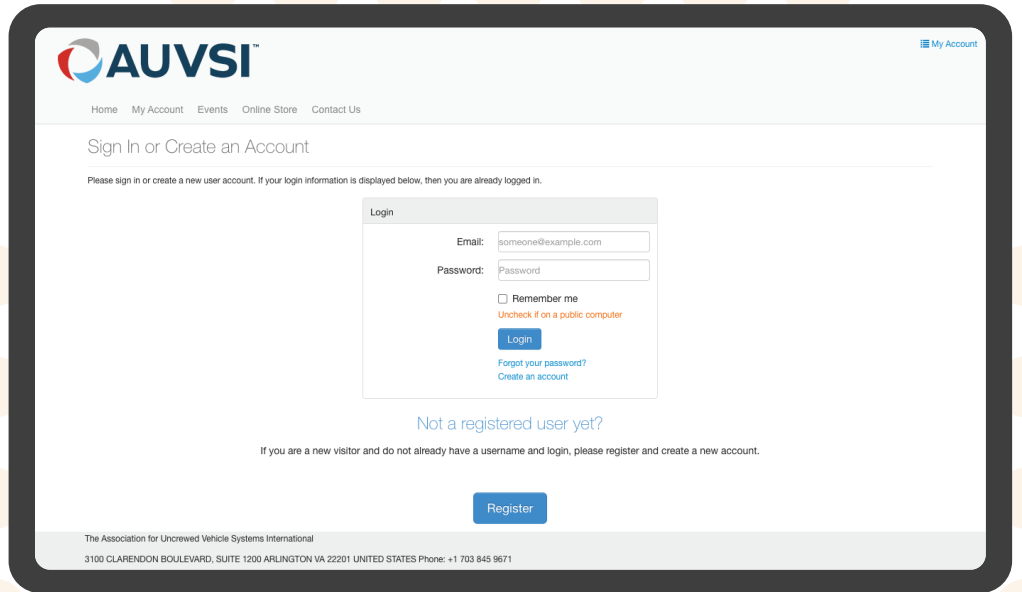 AUVSI™
My Account
Home My Account Events Online Store Contact Us
Sign In or Create an Account
Please sign in or create a new user account. If your login information is displayed below, then you are already logged in.
Login
Email: someone@example.com
Password: Password
Remember me
Uncheck if on a public computer
Login
Forgot your password?
Create an account
Not a registered user yet?
If you are a new visitor and do not already have a username and login, please register and create a new account.
Register
The Association for Uncrewed Vehicle Systems International
3100 CLARENDON BOULEVARD, SUITE 1200 ARLINGTON VA 22201 UNITED STATES Phone: +1 703 845 9671